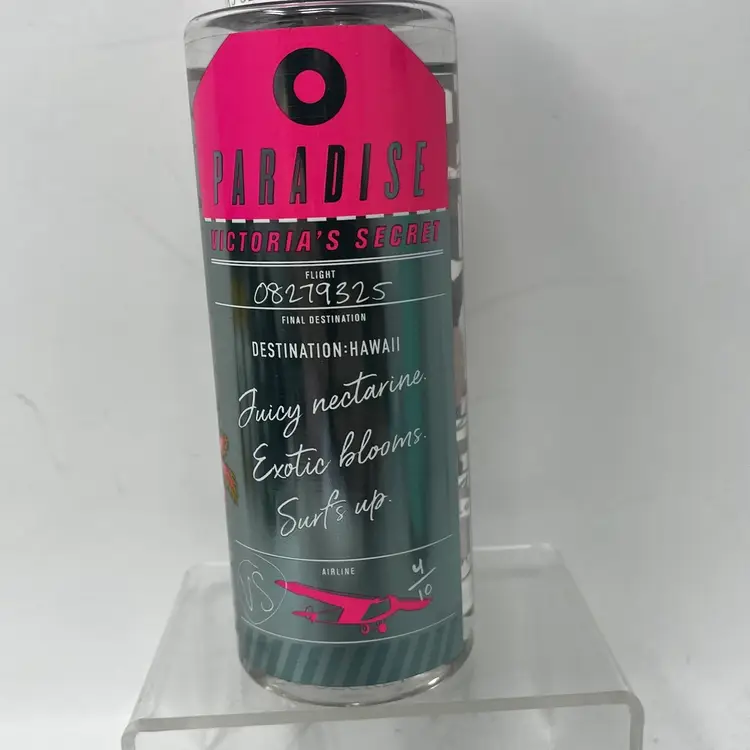 PARADISE
VICTORIA'S SECRET
FLIGHT
08279325
FINAL DESTINATION
DESTINATION:HAWAII
Juicy nectarine.
Exotic blooms.
Surf's up.
AIRLINE
VS
4/10